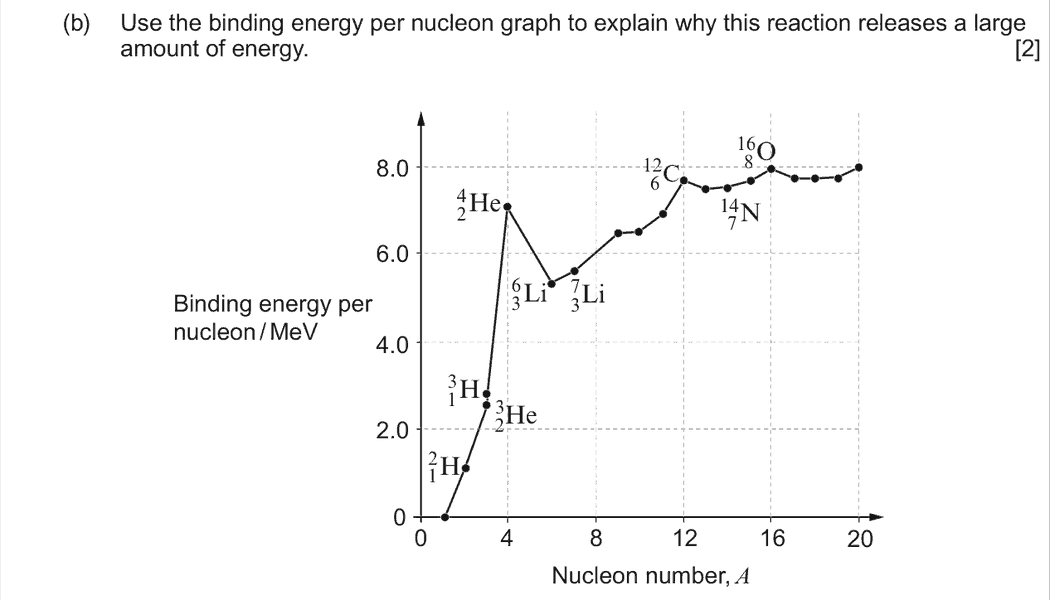 (b) Use the binding energy per nucleon graph to explain why this reaction releases a large
amount of energy. [2]
8.0
6.0
4.0
2.0
0
Binding energy per
nucleon / MeV
¹⁶₈O
¹²₆C
⁴₂He
¹⁴₇N
⁶₃Li
⁷₃Li
³₁H
³₂He
²₁H
0 4 8 12 16 20
Nucleon number, A